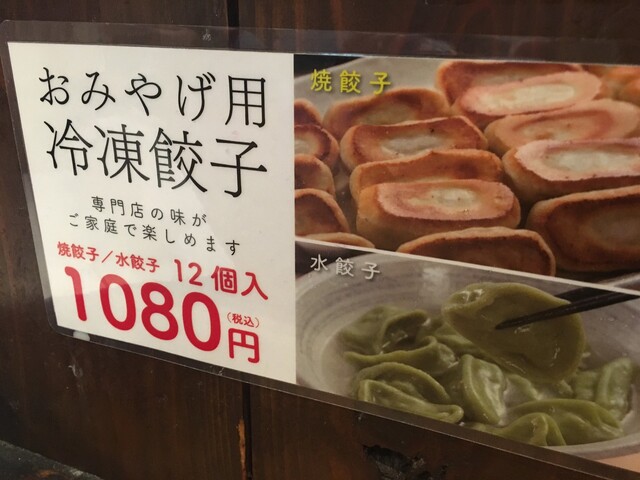 おみやげ用
冷凍餃子
専門店の味が
ご家庭で楽しめます
焼餃子／水餃子 12個入
1080円
（税込）
焼餃子
水餃子